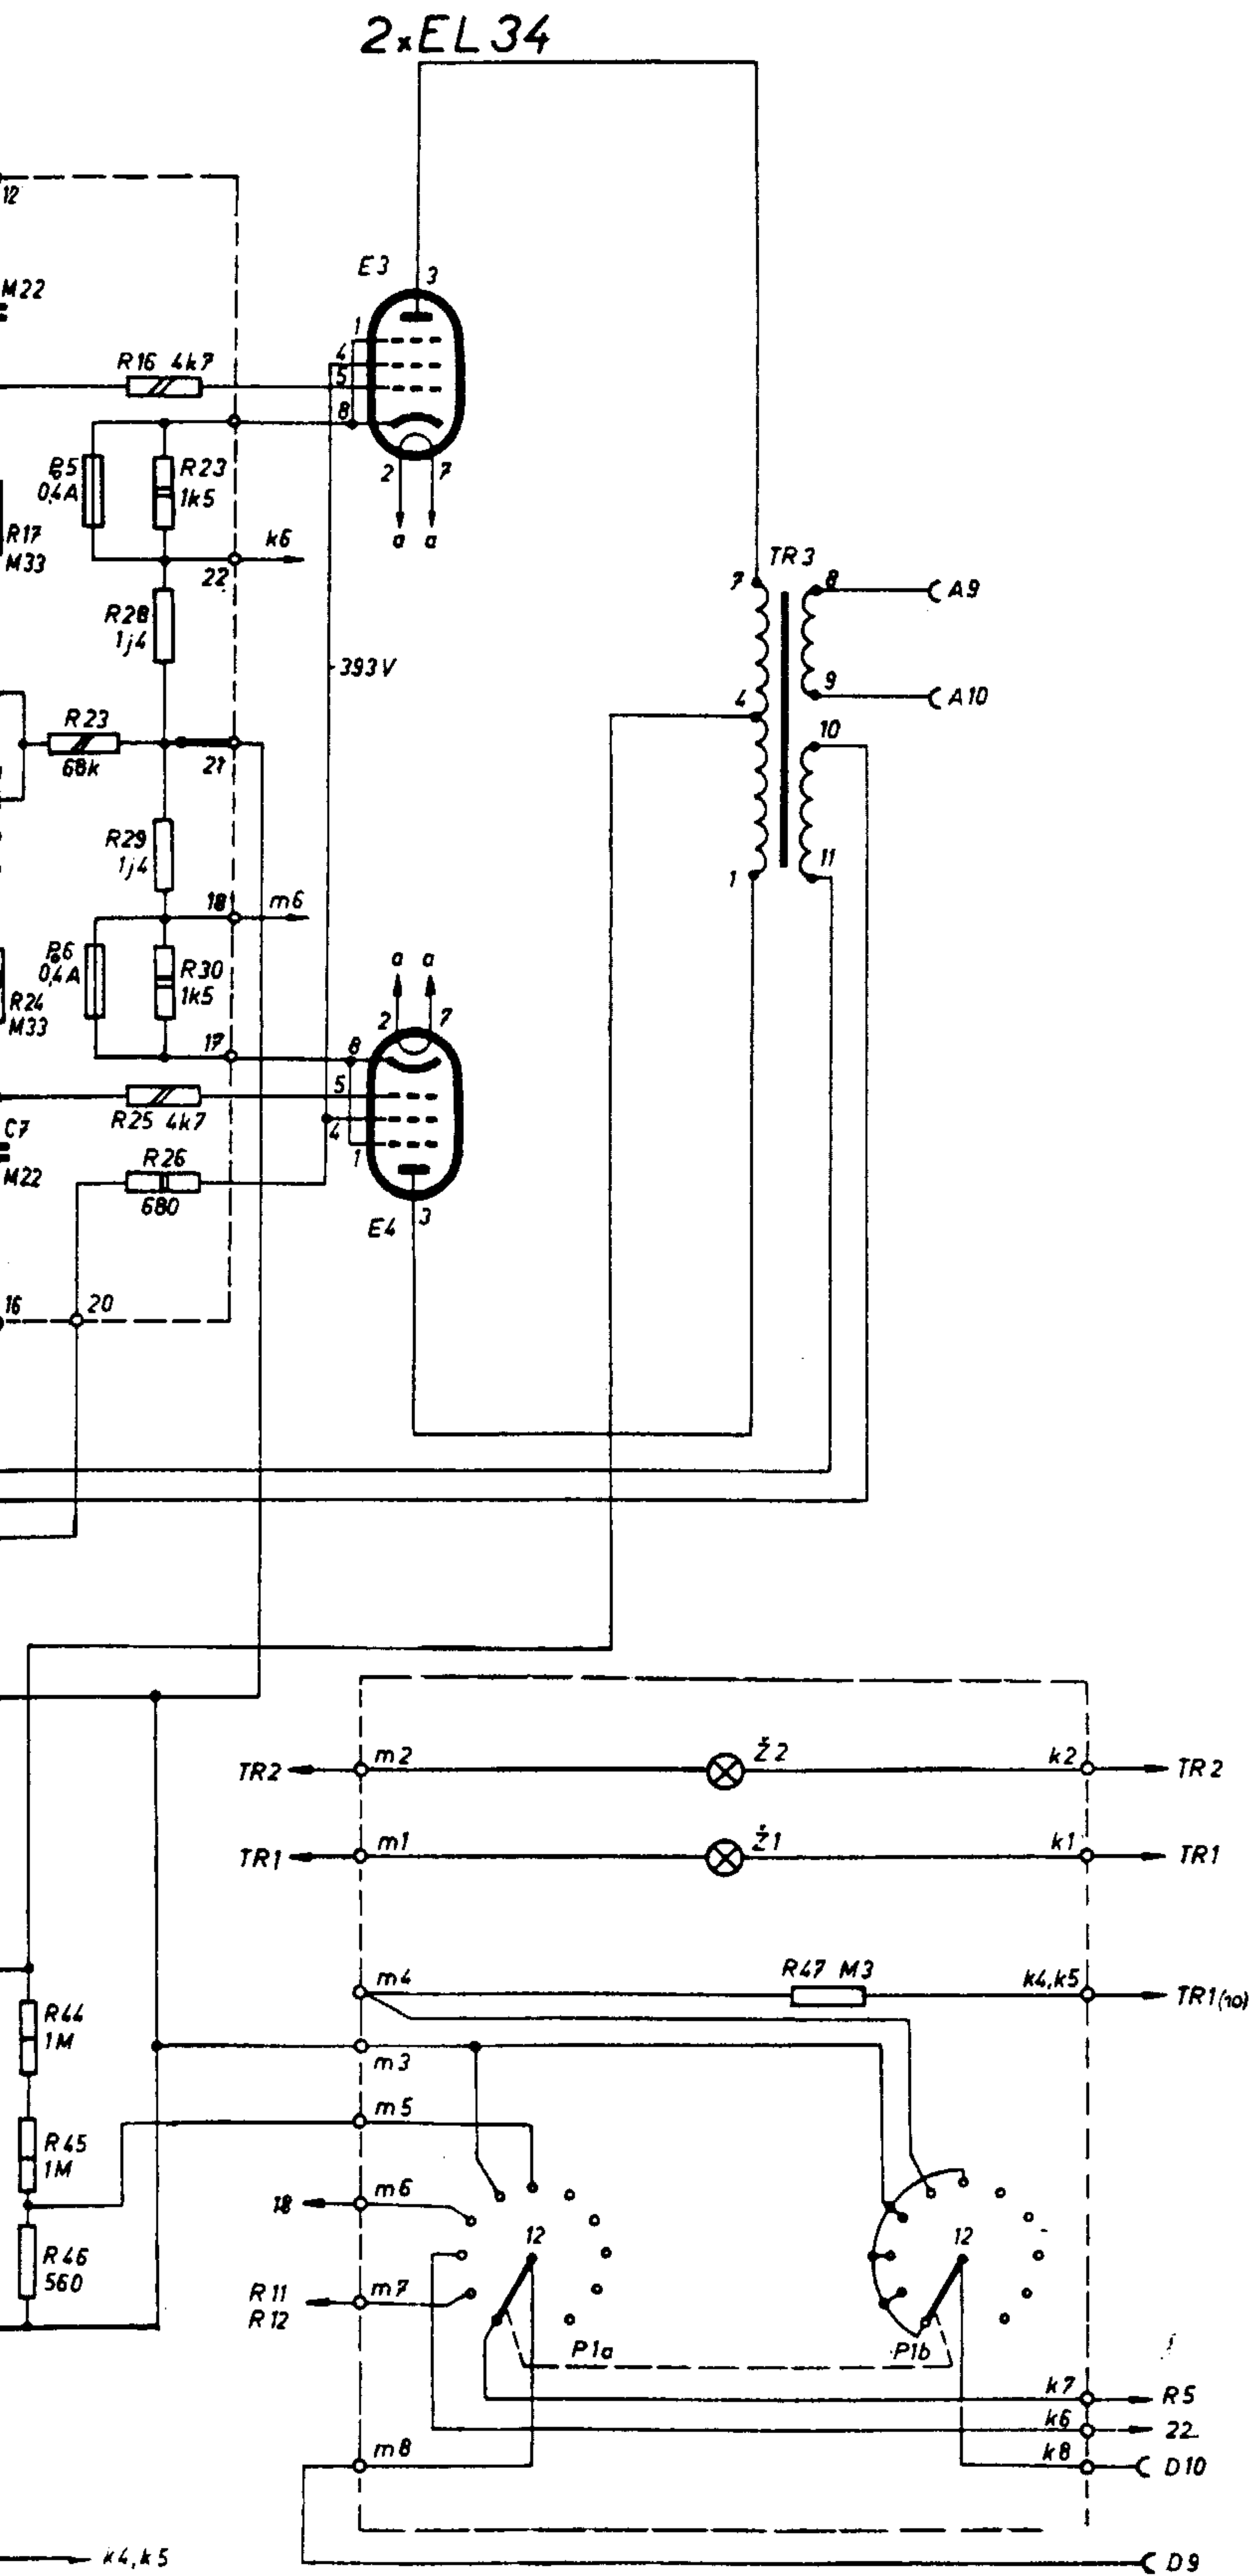 2xEL34
12
M22
E3
3
1
4
5
8
R16 4k7
2
7
a
a
P5
0,4A
R23
1k5
R17
M33
k6
22
TR3
7
8
A9
R28
1j4
393V
4
9
A10
R23
68k
21
10
R29
1j4
11
1
18
m6
P6
0,4A
R30
1k5
R24
M33
a
a
2
7
17
8
5
4
1
R25 4k7
C7
M22
R26
680
E4
3
16
20
TR2
m2
Ž2
k2
TR2
TR1
m1
Ž1
k1
TR1
m4
R47 M3
k4,k5
TR1(10)
R44
1M
m3
m5
R45
1M
18
m6
12
12
R46
560
R11
R12
m7
P1a
P1b
k7
R5
k6
22
m8
k8
D10
k4,k5
D9